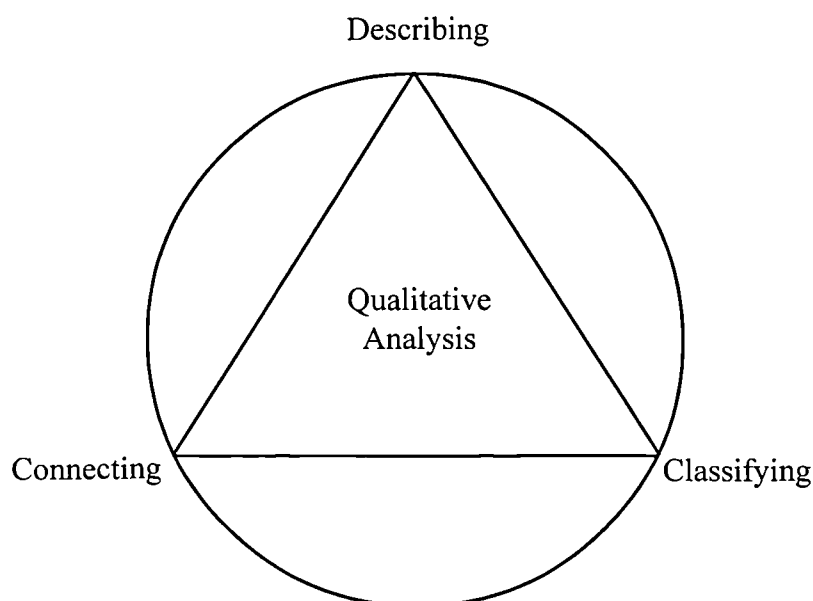 Describing
Qualitative
Analysis
Connecting
Classifying